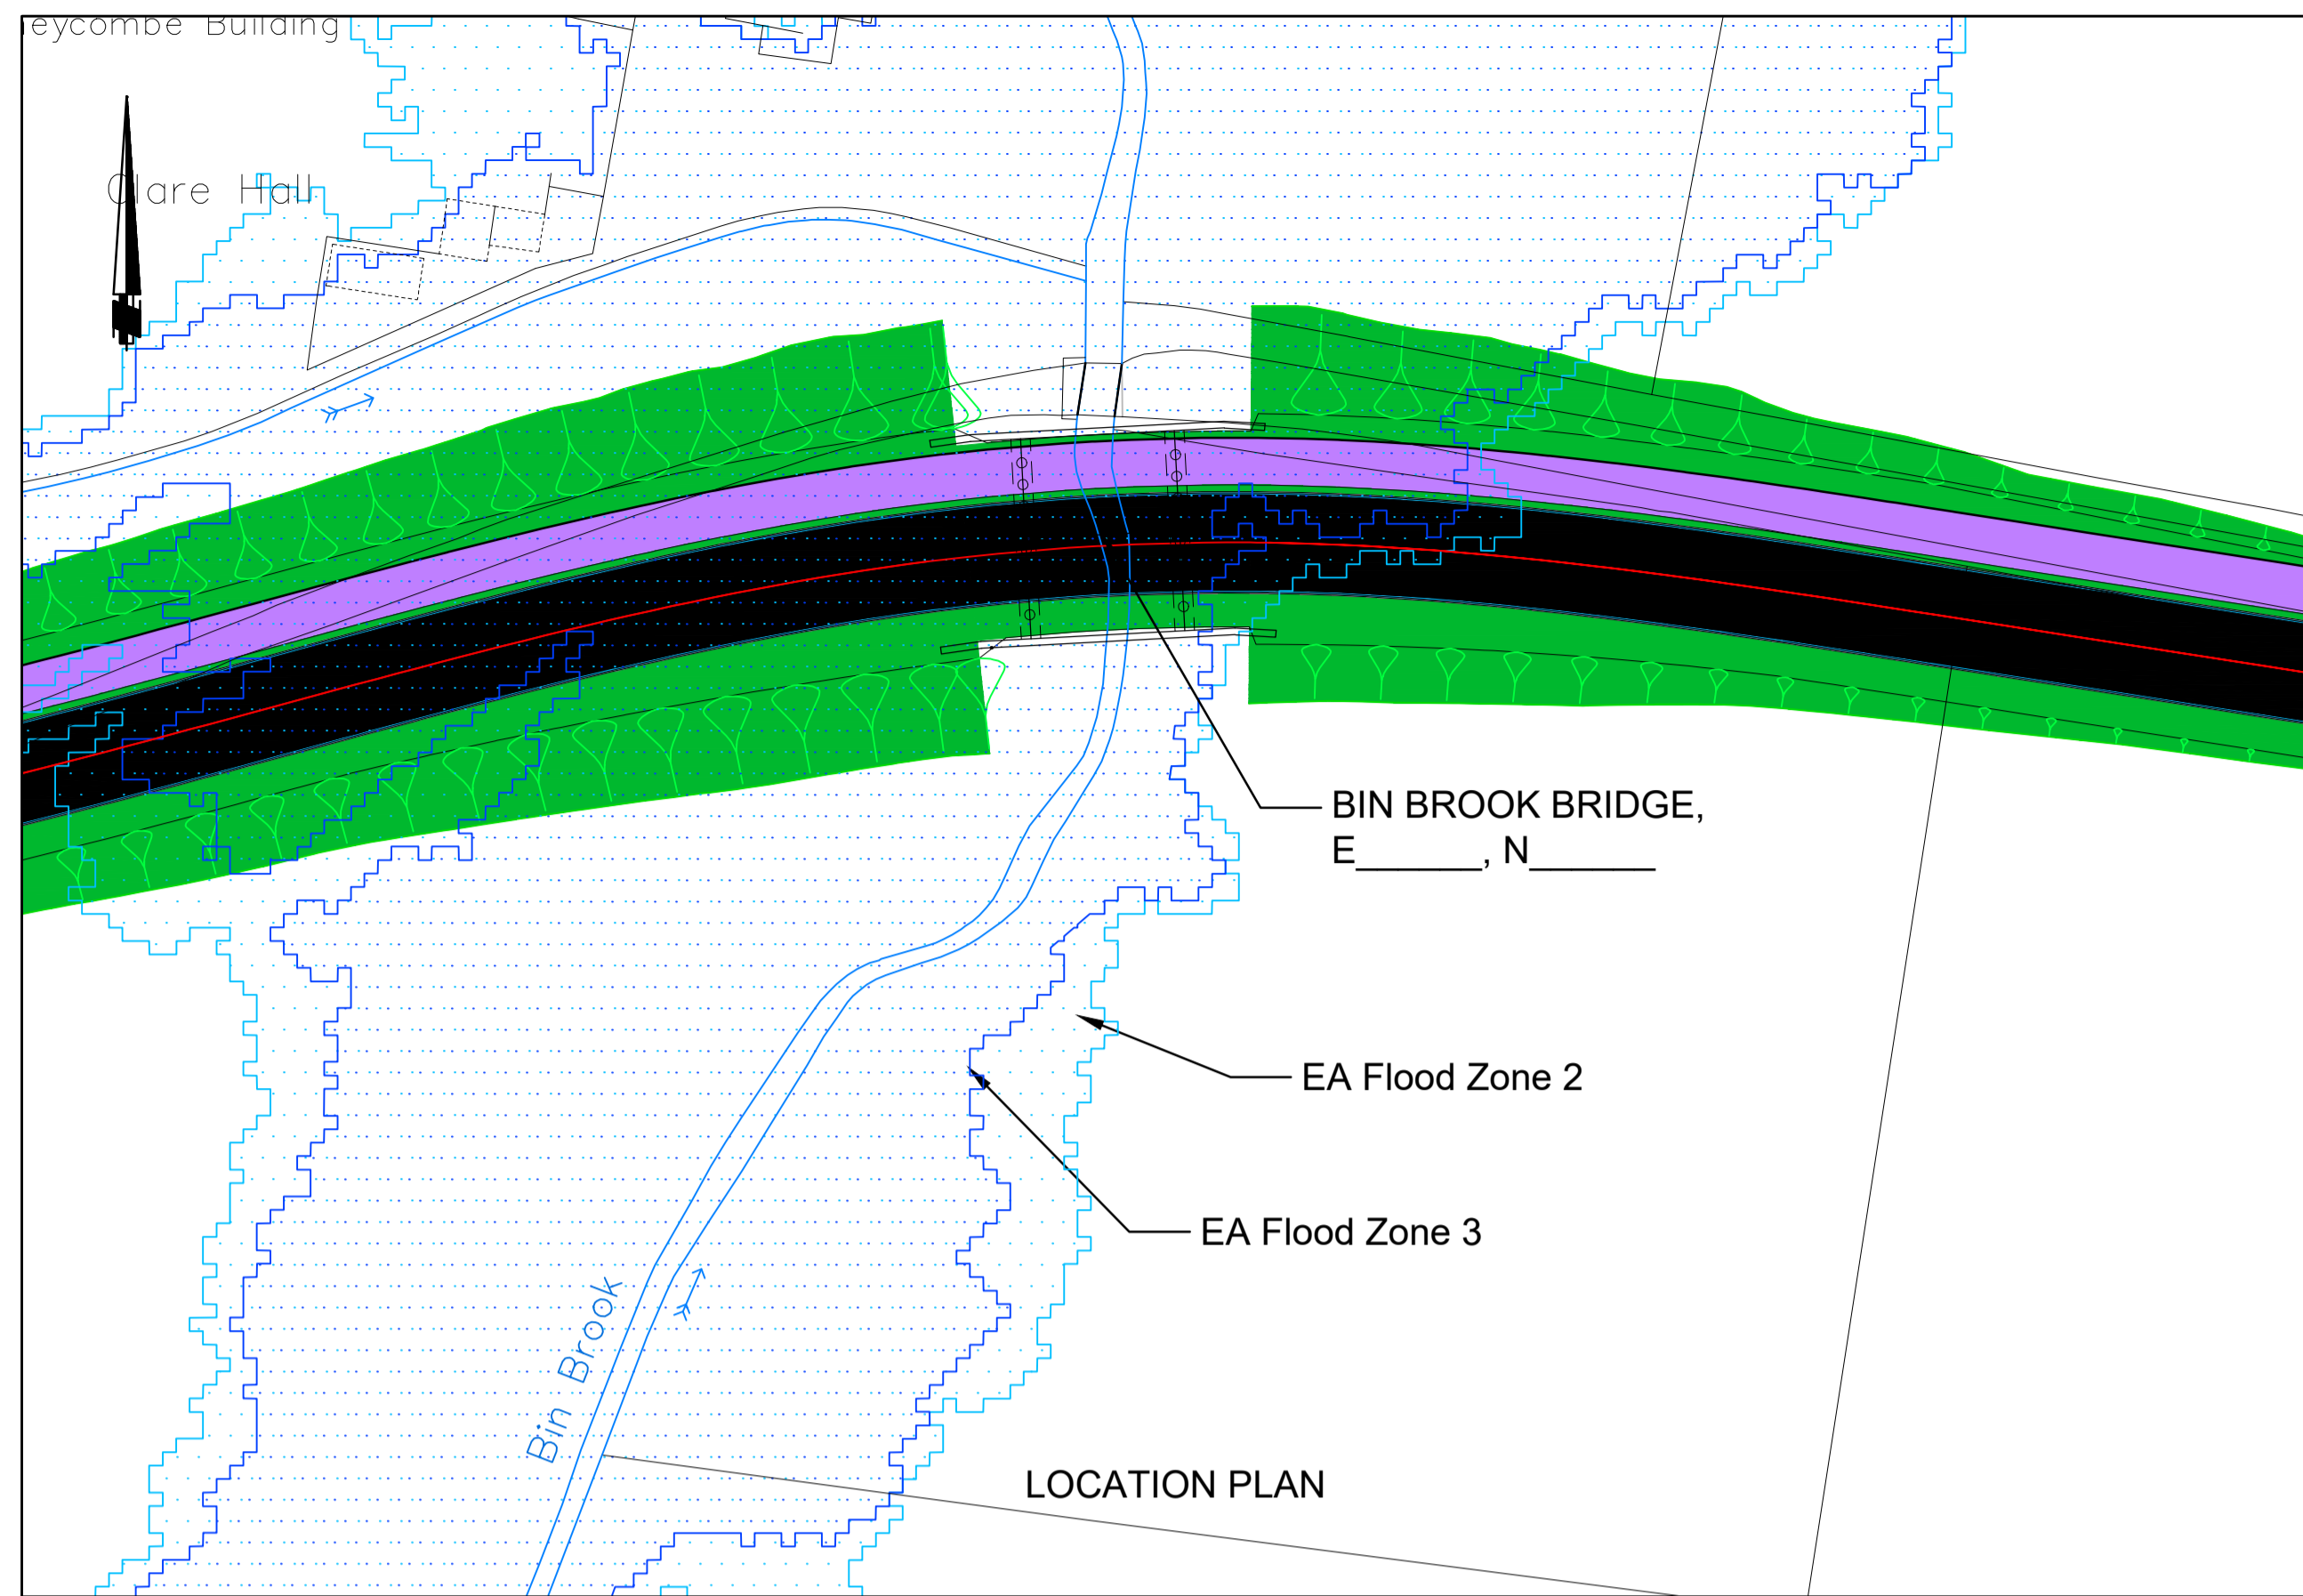 Building
Clare Hall
BIN BROOK BRIDGE,
E______, N______
EA Flood Zone 2
EA Flood Zone 3
Bin Brook
LOCATION PLAN